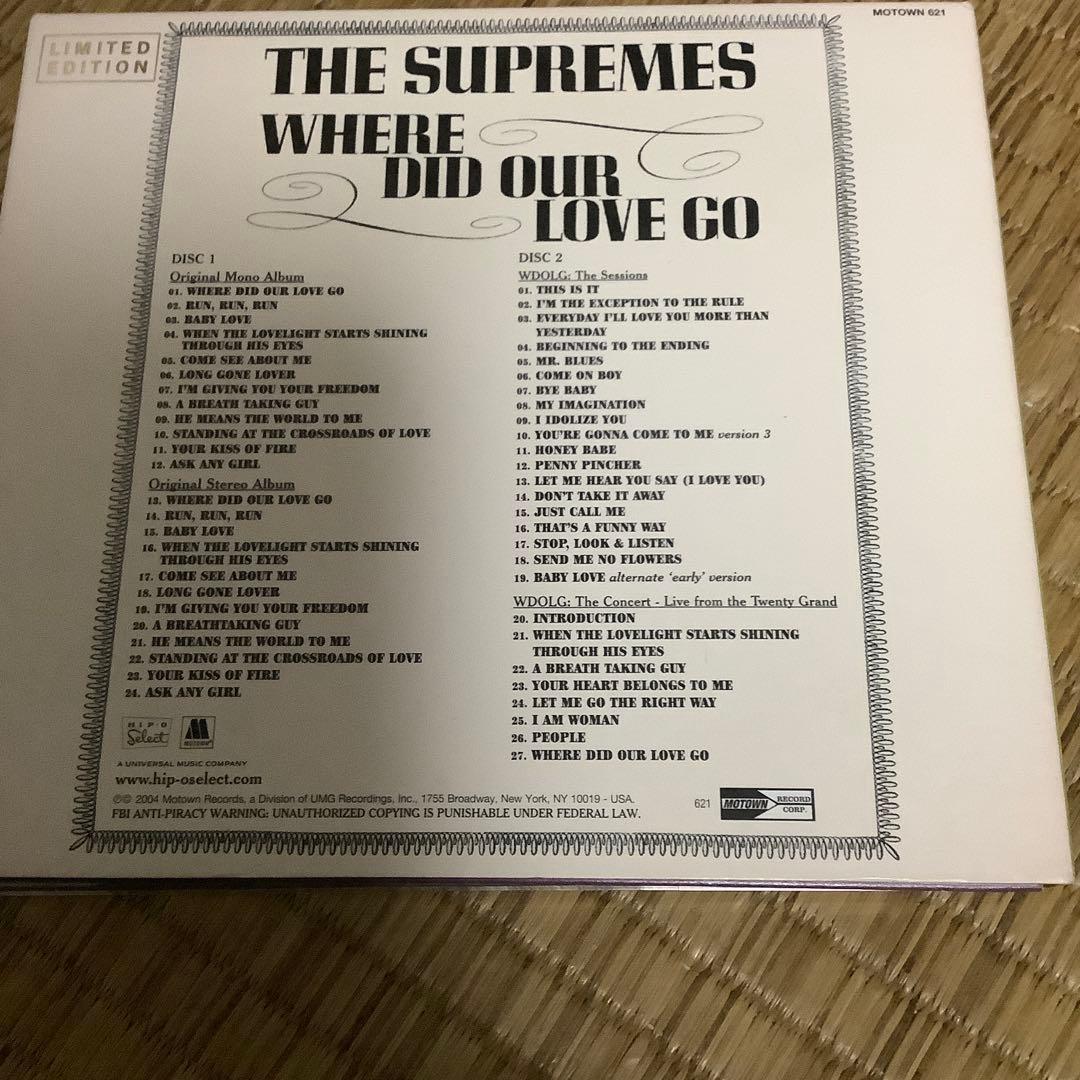 MOTOWN 621
LIMITED
EDITION
THE SUPREMES
WHERE
DID OUR
LOVE GO
DISC 1
Original Mono Album
01. WHERE DID OUR LOVE GO
02. RUN, RUN, RUN
03. BABY LOVE
04. WHEN THE LOVELIGHT STARTS SHINING
THROUGH HIS EYES
05. COME SEE ABOUT ME
06. LONG GONE LOVER
07. I'M GIVING YOU YOUR FREEDOM
08. A BREATH TAKING GUY
09. HE MEANS THE WORLD TO ME
10. STANDING AT THE CROSSROADS OF LOVE
11. YOUR KISS OF FIRE
12. ASK ANY GIRL
Original Stereo Album
13. WHERE DID OUR LOVE GO
14. RUN, RUN, RUN
15. BABY LOVE
16. WHEN THE LOVELIGHT STARTS SHINING
THROUGH HIS EYES
17. COME SEE ABOUT ME
18. LONG GONE LOVER
19. I'M GIVING YOU YOUR FREEDOM
20. A BREATHTAKING GUY
21. HE MEANS THE WORLD TO ME
22. STANDING AT THE CROSSROADS OF LOVE
23. YOUR KISS OF FIRE
24. ASK ANY GIRL
DISC 2
WDOLG: The Sessions
01. THIS IS IT
02. I'M THE EXCEPTION TO THE RULE
03. EVERYDAY I'LL LOVE YOU MORE THAN
YESTERDAY
04. BEGINNING TO THE ENDING
05. MR. BLUES
06. COME ON BOY
07. BYE BABY
08. MY IMAGINATION
09. I IDOLIZE YOU
10. YOU'RE GONNA COME TO ME version 3
11. HONEY BABE
12. PENNY PINCHER
13. LET ME HEAR YOU SAY (I LOVE YOU)
14. DON'T TAKE IT AWAY
15. JUST CALL ME
16. THAT'S A FUNNY WAY
17. STOP, LOOK & LISTEN
18. SEND ME NO FLOWERS
19. BABY LOVE alternate 'early' version
WDOLG: The Concert - Live from the Twenty Grand
20. INTRODUCTION
21. WHEN THE LOVELIGHT STARTS SHINING
THROUGH HIS EYES
22. A BREATH TAKING GUY
23. YOUR HEART BELONGS TO ME
24. LET ME GO THE RIGHT WAY
25. I AM WOMAN
26. PEOPLE
27. WHERE DID OUR LOVE GO
HIP-O
Select
M
MOTOWN
A UNIVERSAL MUSIC COMPANY
www.hip-oselect.com
℗© 2004 Motown Records, a Division of UMG Recordings, Inc., 1755 Broadway, New York, NY 10019 - USA.
FBI ANTI-PIRACY WARNING: UNAUTHORIZED COPYING IS PUNISHABLE UNDER FEDERAL LAW.
621
MOTOWN RECORD
CORP.